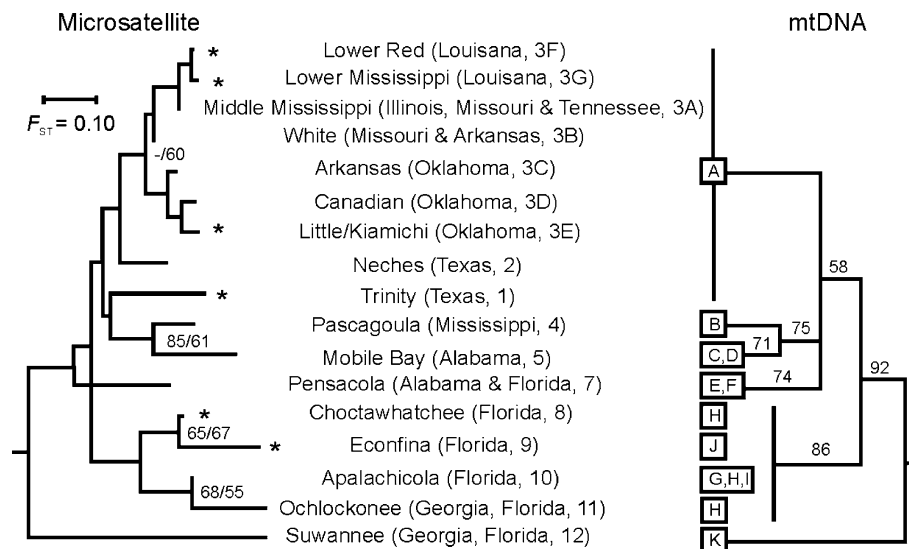 Microsatellite
mtDNA
Lower Red (Louisana, 3F)
*
Lower Mississippi (Louisana, 3G)
*
Middle Mississippi (Illinois, Missouri & Tennessee, 3A)
FST = 0.10
White (Missouri & Arkansas, 3B)
-/60
Arkansas (Oklahoma, 3C)
A
Canadian (Oklahoma, 3D)
Little/Kiamichi (Oklahoma, 3E)
*
Neches (Texas, 2)
58
Trinity (Texas, 1)
*
Pascagoula (Mississippi, 4)
B
75
85/61
71
Mobile Bay (Alabama, 5)
C,D
92
Pensacola (Alabama & Florida, 7)
E,F
74
Choctawhatchee (Florida, 8)
*
H
65/67
Econfina (Florida, 9)
*
J
86
Apalachicola (Florida, 10)
G,H,I
68/55
Ochlockonee (Georgia, Florida, 11)
H
Suwannee (Georgia, Florida, 12)
K